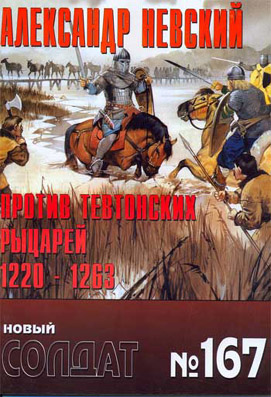 АЛЕКСАНДР НЕВСКИЙ
ПРОТИВ ТЕВТОНСКИХ
РЫЦАРЕЙ
1220 - 1263
НОВЫЙ
СОЛДАТ
№167